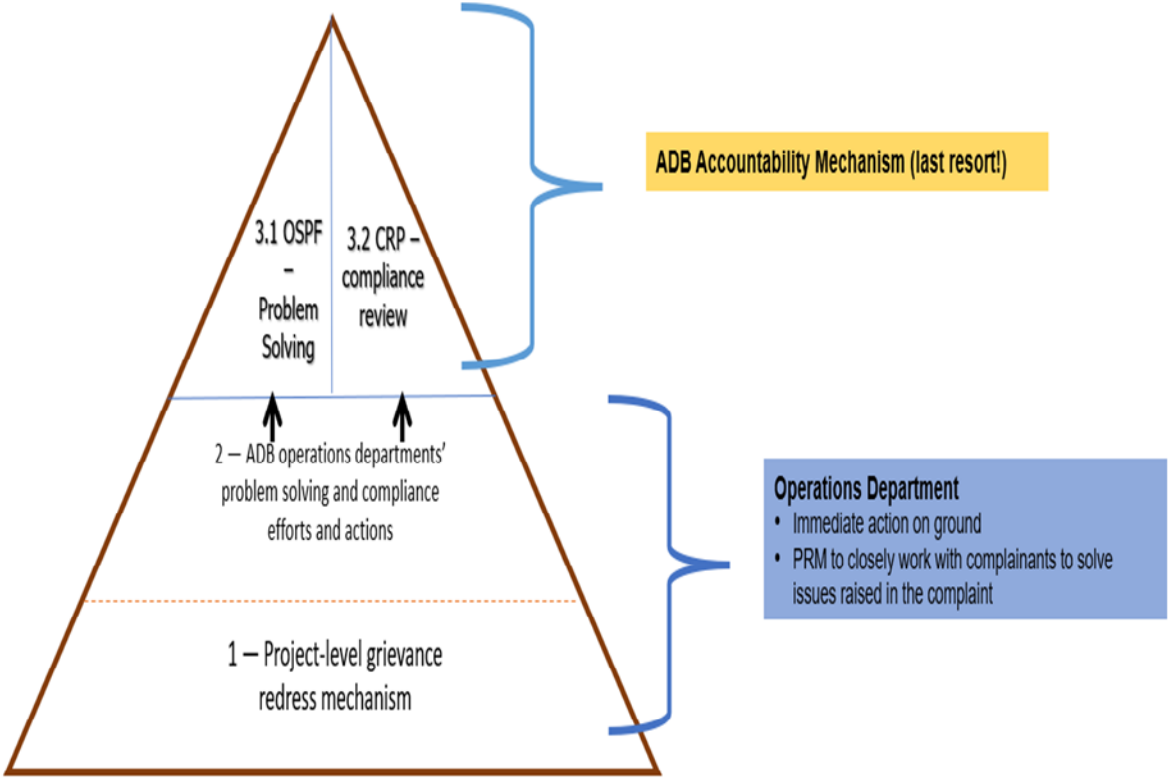 ADB Accountability Mechanism (last resort!)
3.1 OSPF
–
Problem
Solving
3.2 CRP –
compliance
review
2 — ADB operations departments’
problem solving and compliance
efforts and actions
Operations Department
• Immediate action on ground
• PRM to closely work with complainants to solve
issues raised in the complaint
1 — Project-level grievance
redress mechanism